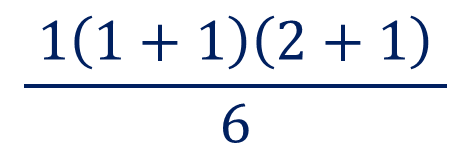 1(1 + 1)(2 + 1)
6